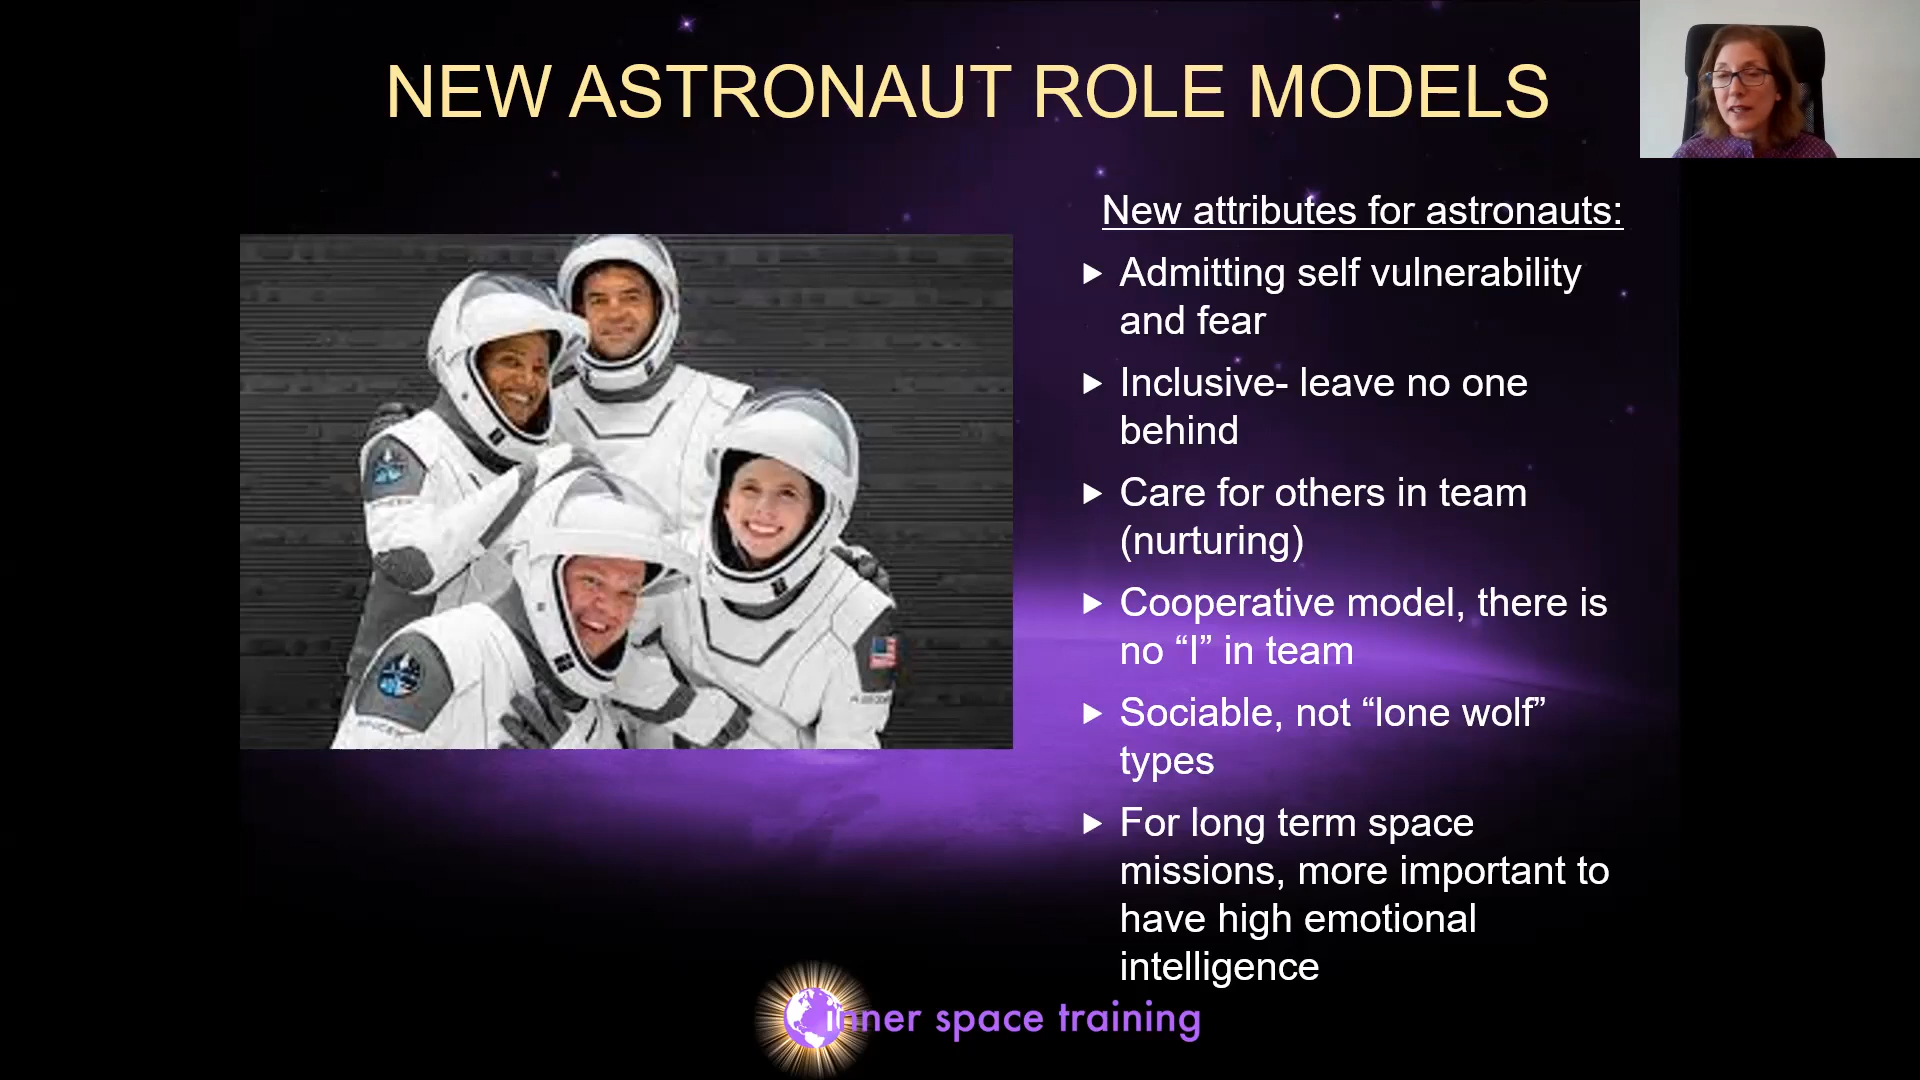 NEW ASTRONAUT ROLE MODELS
New attributes for astronauts:
Admitting self vulnerability
and fear
Inclusive- leave no one
behind
Care for others in team
(nurturing)
Cooperative model, there is
no “I” in team
Sociable, not “lone wolf”
types
For long term space
missions, more important to
have high emotional
intelligence
inner space training